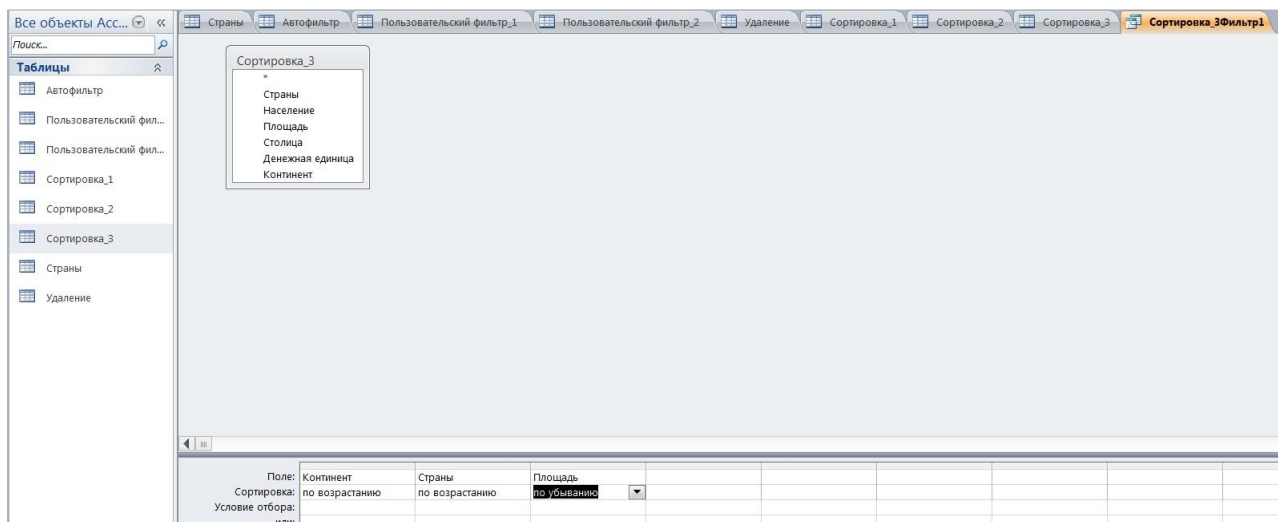 Все объекты Acc...
Поиск...
Таблицы
Автофильтр
Пользовательский фил...
Пользовательский фил...
Сортировка_1
Сортировка_2
Сортировка_3
Страны
Удаление
Страны Автофильтр Пользовательский фильтр_1 Пользовательский фильтр_2 Удаление Сортировка_1 Сортировка_2 Сортировка_3 Сортировка_3Фильтр1
Сортировка_3
*
Страны
Население
Площадь
Столица
Денежная единица
Континент
Поле: Континент Страны Площадь
Сортировка: по возрастанию по возрастанию по убыванию
Условие отбора:
или: